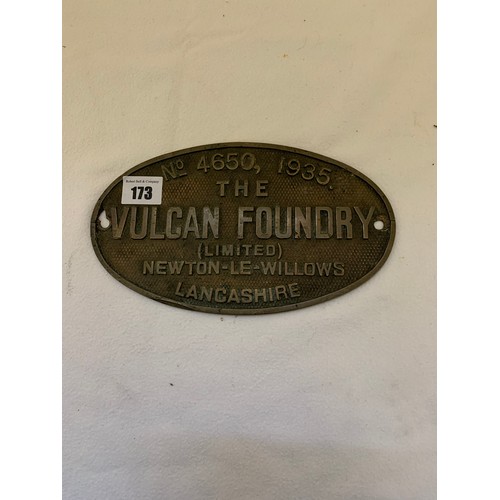 No 4650, 1935.
THE
VULCAN FOUNDRY
(LIMITED)
NEWTON-LE-WILLOWS
LANCASHIRE
173